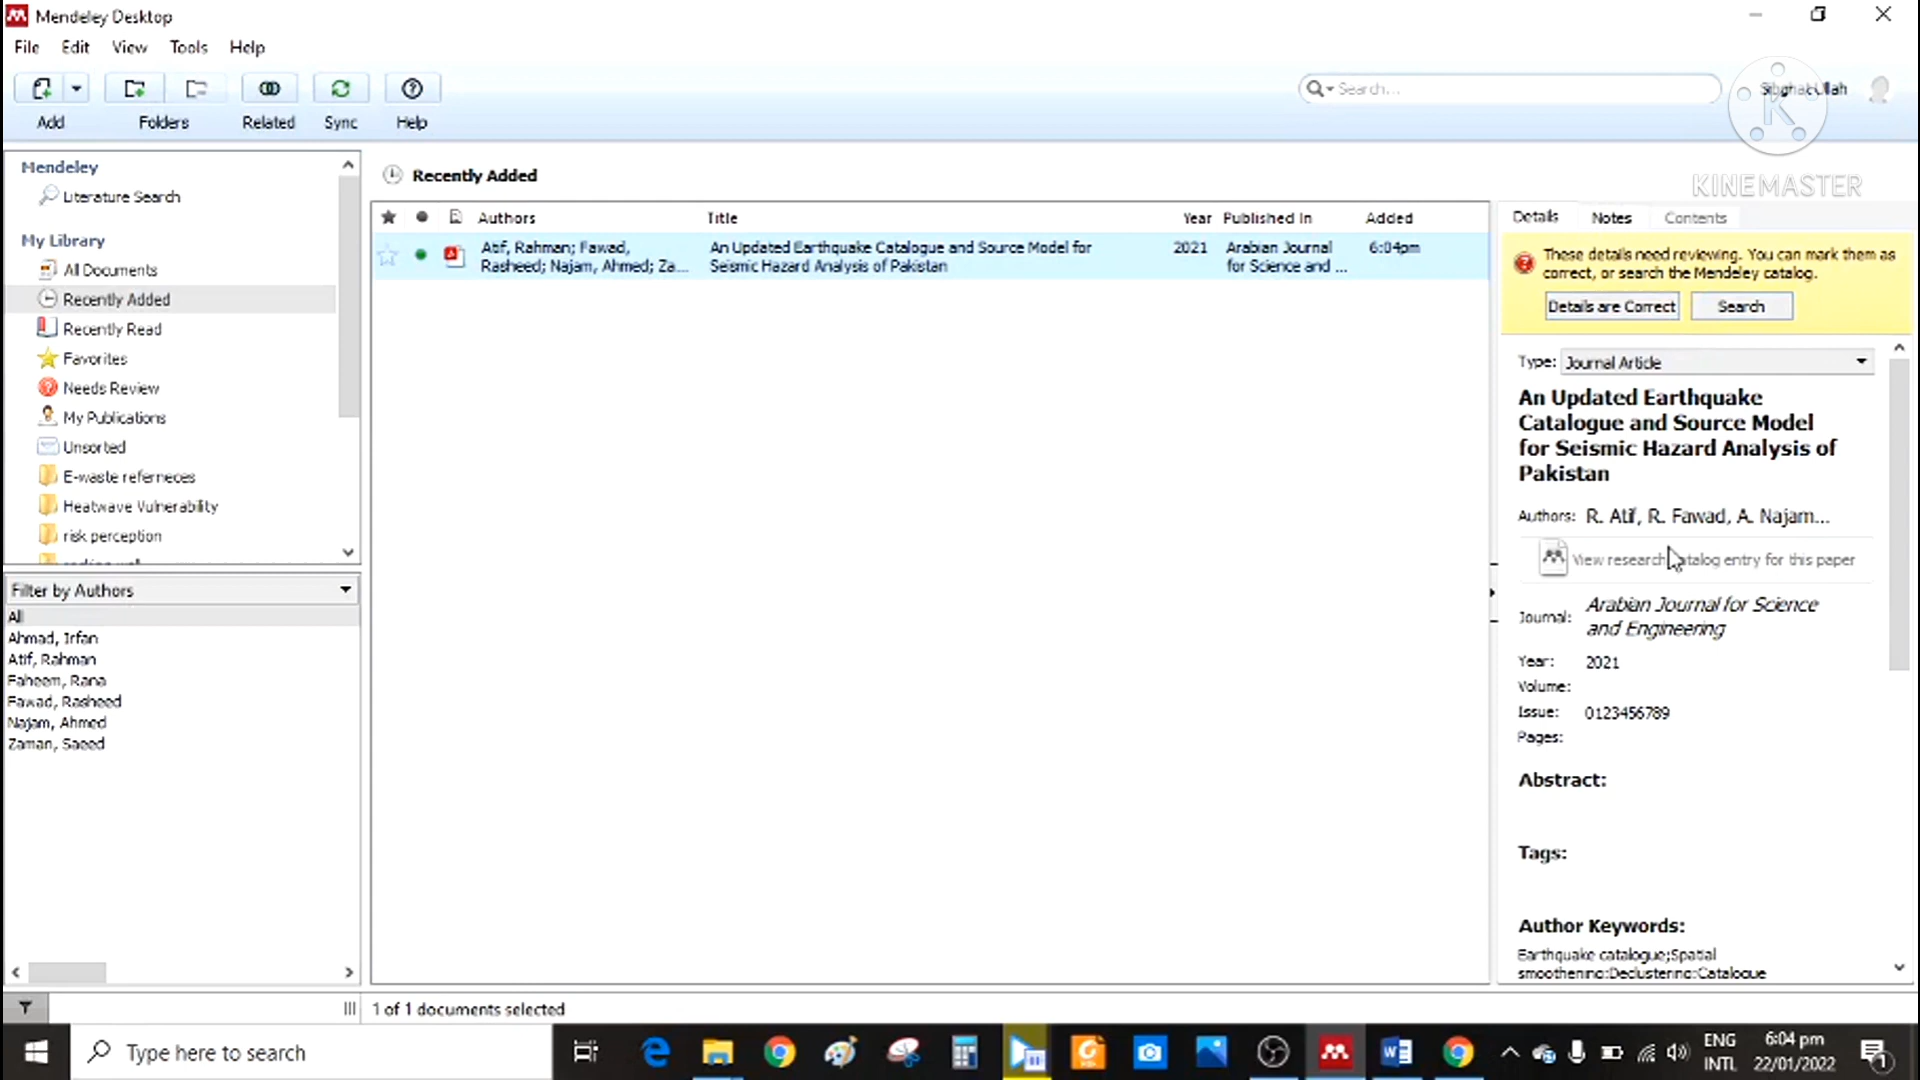 Mendeley Desktop
File Edit View Tools Help
Search...
Add Folders Related Sync Help
KINEMASTER
Mendeley
Literature Search
My Library
All Documents
Recently Added
Recently Read
Favorites
Needs Review
My Publications
Unsorted
E-waste referneces
Heatwave Vulnerability
risk perception
Filter by Authors
All
Ahmad, Irfan
Atif, Rahman
Faheem, Rana
Fawad, Rasheed
Najam, Ahmed
Zaman, Saeed
Recently Added
Authors Title Year Published In Added
Atif, Rahman; Fawad, An Updated Earthquake Catalogue and Source Model for 2021 Arabian Journal 6:04pm
Rasheed; Najam, Ahmed; Za... Seismic Hazard Analysis of Pakistan for Science and ...
Details Notes Contents
These details need reviewing. You can mark them as
correct, or search the Mendeley catalog.
Details are Correct Search
Type: Journal Article
An Updated Earthquake
Catalogue and Source Model
for Seismic Hazard Analysis of
Pakistan
Authors: R. Atif, R. Fawad, A. Najam...
View research catalog entry for this paper
Journal: Arabian Journal for Science
and Engineering
Year: 2021
Volume:
Issue: 0123456789
Pages:
Abstract:
Tags:
Author Keywords:
Earthquake catalogue;Spatial
smoothening;Declustering;Catalogue
1 of 1 documents selected
Type here to search
ENG
INTL
6:04 pm
22/01/2022
1